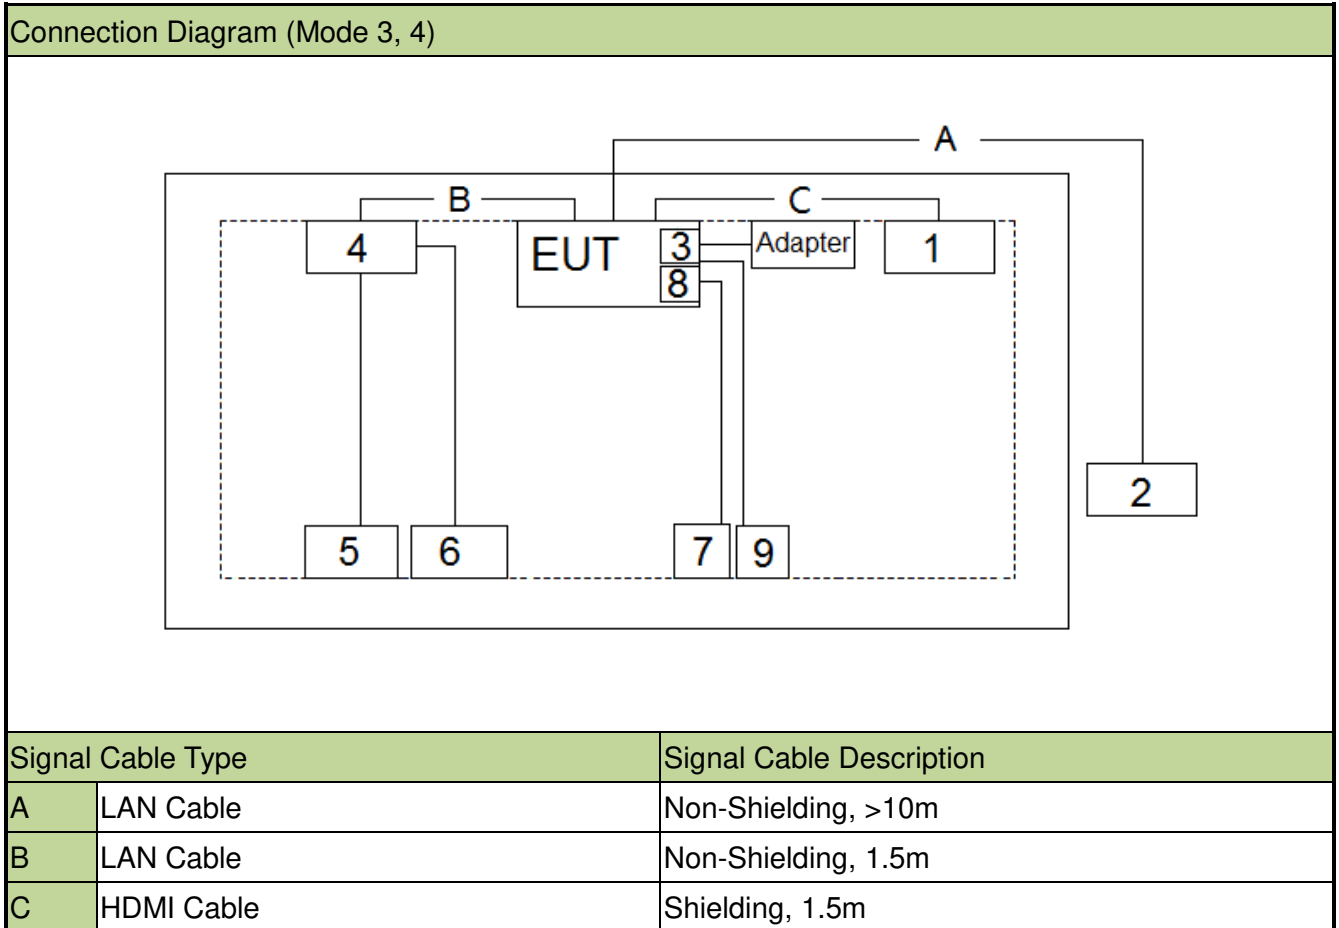 Connection Diagram (Mode 3, 4)
A
B
C
4
EUT
3
Adapter
1
8
2
5
6
7
9
Signal Cable Type
Signal Cable Description
A
LAN Cable
Non-Shielding, >10m
B
LAN Cable
Non-Shielding, 1.5m
C
HDMI Cable
Shielding, 1.5m